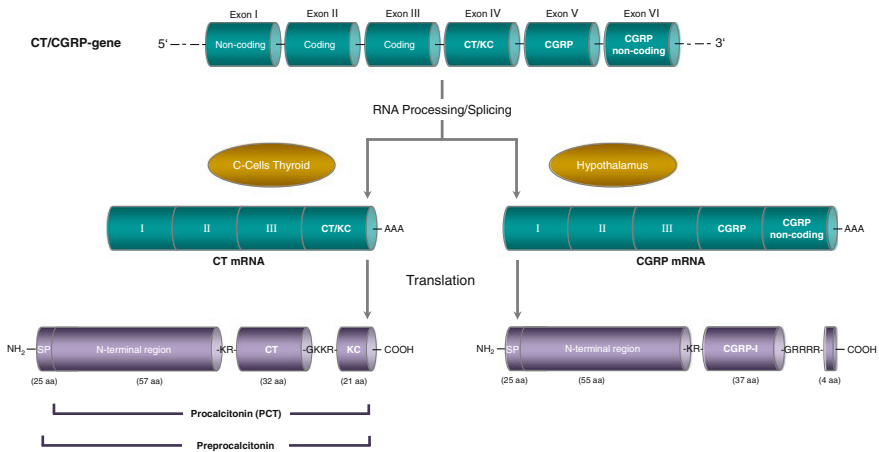 Exon I Exon II Exon III Exon IV Exon V Exon VI
CT/CGRP-gene 5‘ Non-coding Coding Coding CT/KC CGRP CGRP non-coding 3‘
RNA Processing/Splicing
C-Cells Thyroid
Hypothalamus
I II III CT/KC AAA
CT mRNA
I II III CGRP CGRP non-coding AAA
CGRP mRNA
Translation
NH2 SP N-terminal region -KR- CT -GKKR- KC COOH
(25 aa) (57 aa) (32 aa) (21 aa)
Procalcitonin (PCT)
Preprocalcitonin
NH2 SP N-terminal region -KR- CGRP-I -GRRRR- COOH
(25 aa) (55 aa) (37 aa) (4 aa)